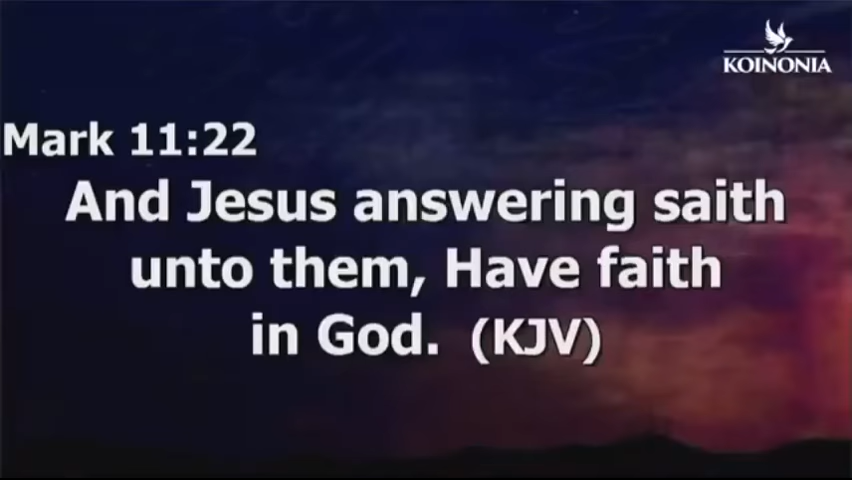 KOINONIA
Mark 11:22
And Jesus answering saith
unto them, Have faith
in God. (KJV)